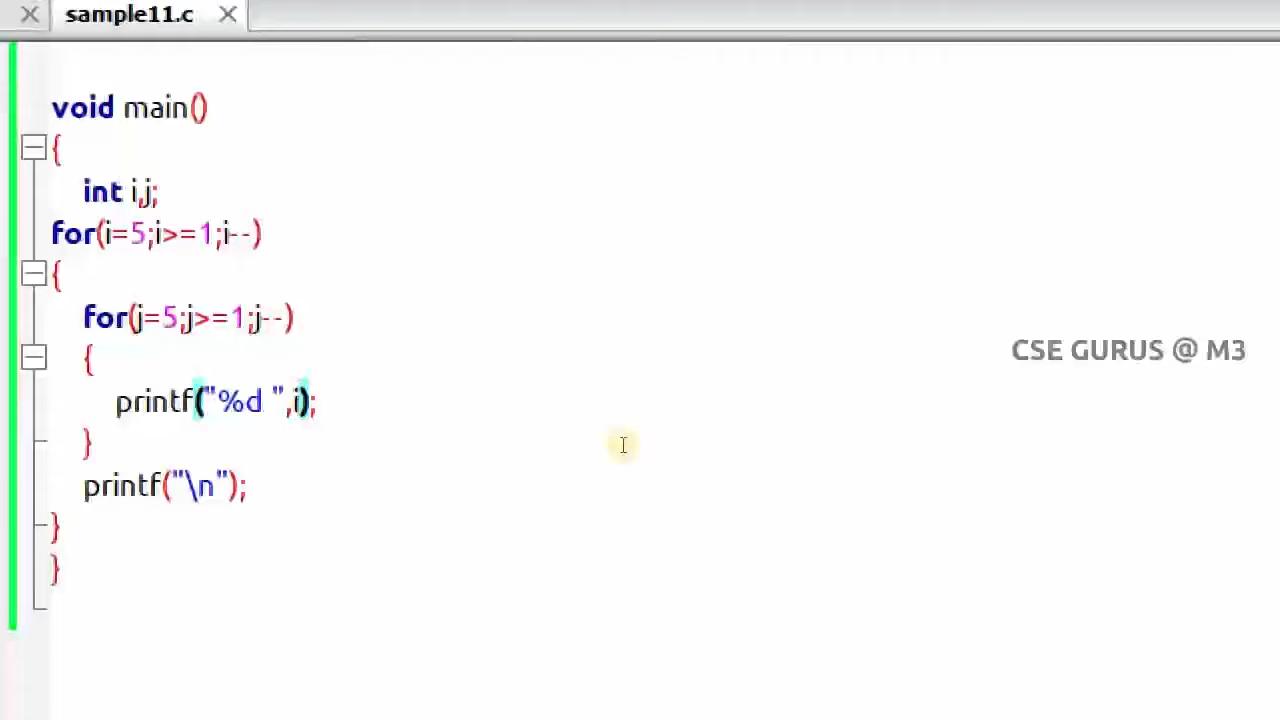 sample11.c
void main()
{
int i,j;
for(i=5;i>=1;i--)
{
for(j=5;j>=1;j--)
{
printf("%d ",i);
}
printf("\n");
}
}
CSE GURUS @ M3